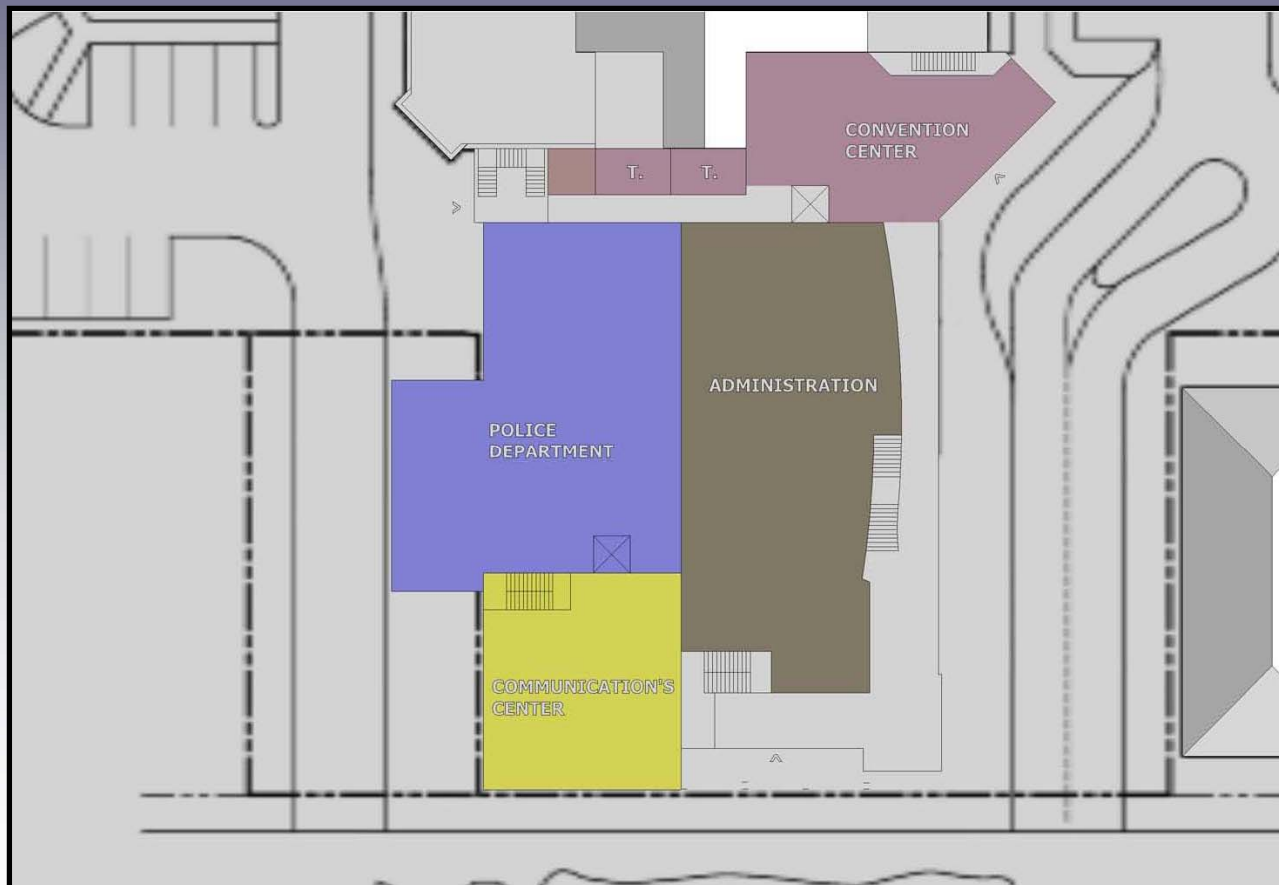 CONVENTION
CENTER
T.
T.
ADMINISTRATION
POLICE
DEPARTMENT
COMMUNICATION'S
CENTER